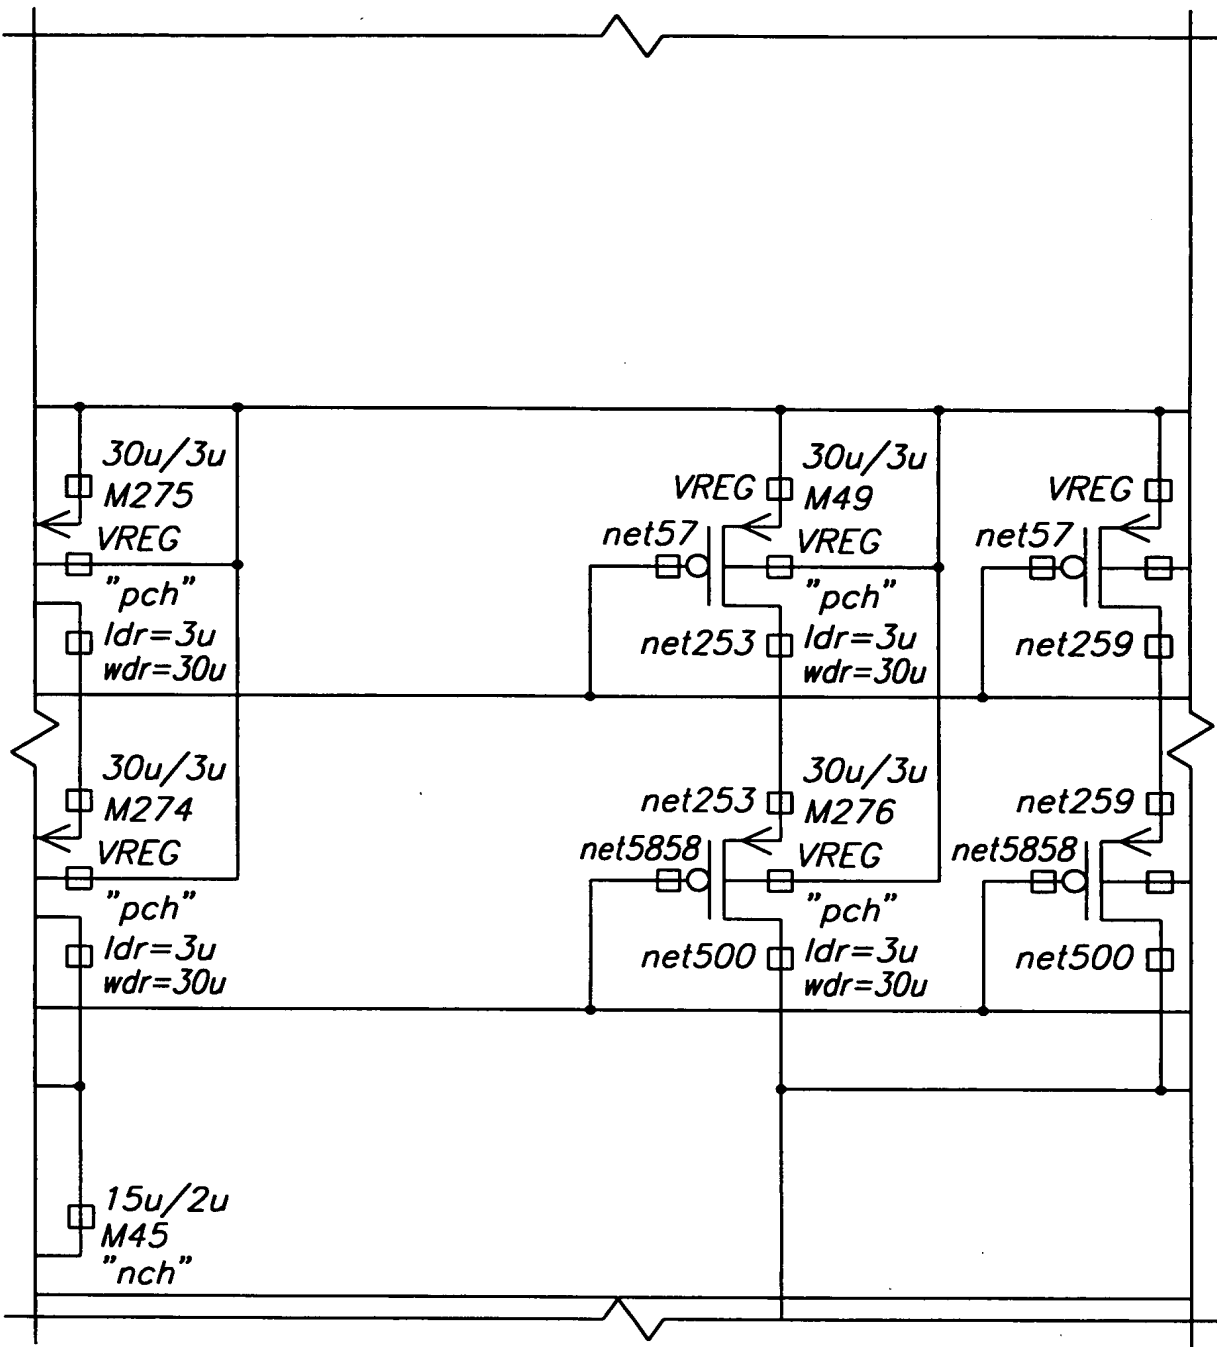 30u/3u
M275
VREG
"pch"
ldr=3u
wdr=30u
30u/3u
M274
VREG
"pch"
ldr=3u
wdr=30u
15u/2u
M45
"nch"
VREG
30u/3u
M49
net57
VREG
"pch"
net253
ldr=3u
wdr=30u
net253
30u/3u
M276
net5858
VREG
"pch"
net500
ldr=3u
wdr=30u
VREG
net57
net259
net259
net5858
net500